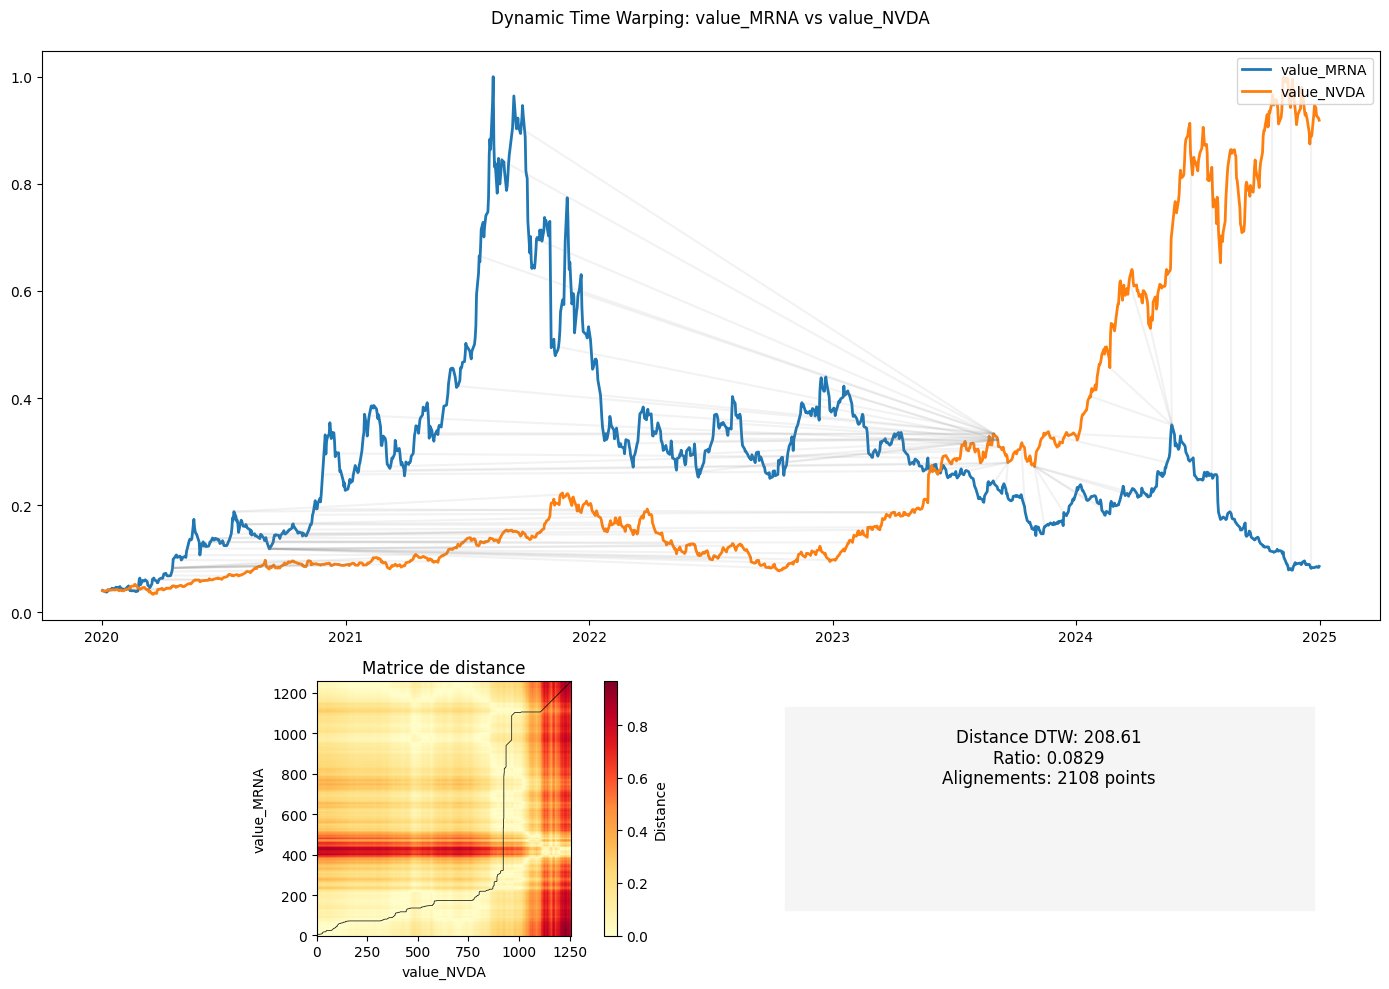 Dynamic Time Warping: value_MRNA vs value_NVDA
value_MRNA
value_NVDA
1.0
0.8
0.6
0.4
0.2
0.0
2020 2021 2022 2023 2024 2025
Matrice de distance
value_MRNA
1200
1000
800
600
400
200
0
0 250 500 750 1000 1250
value_NVDA
0.8
0.6
0.4
0.2
0.0
Distance
Distance DTW: 208.61
Ratio: 0.0829
Alignements: 2108 points